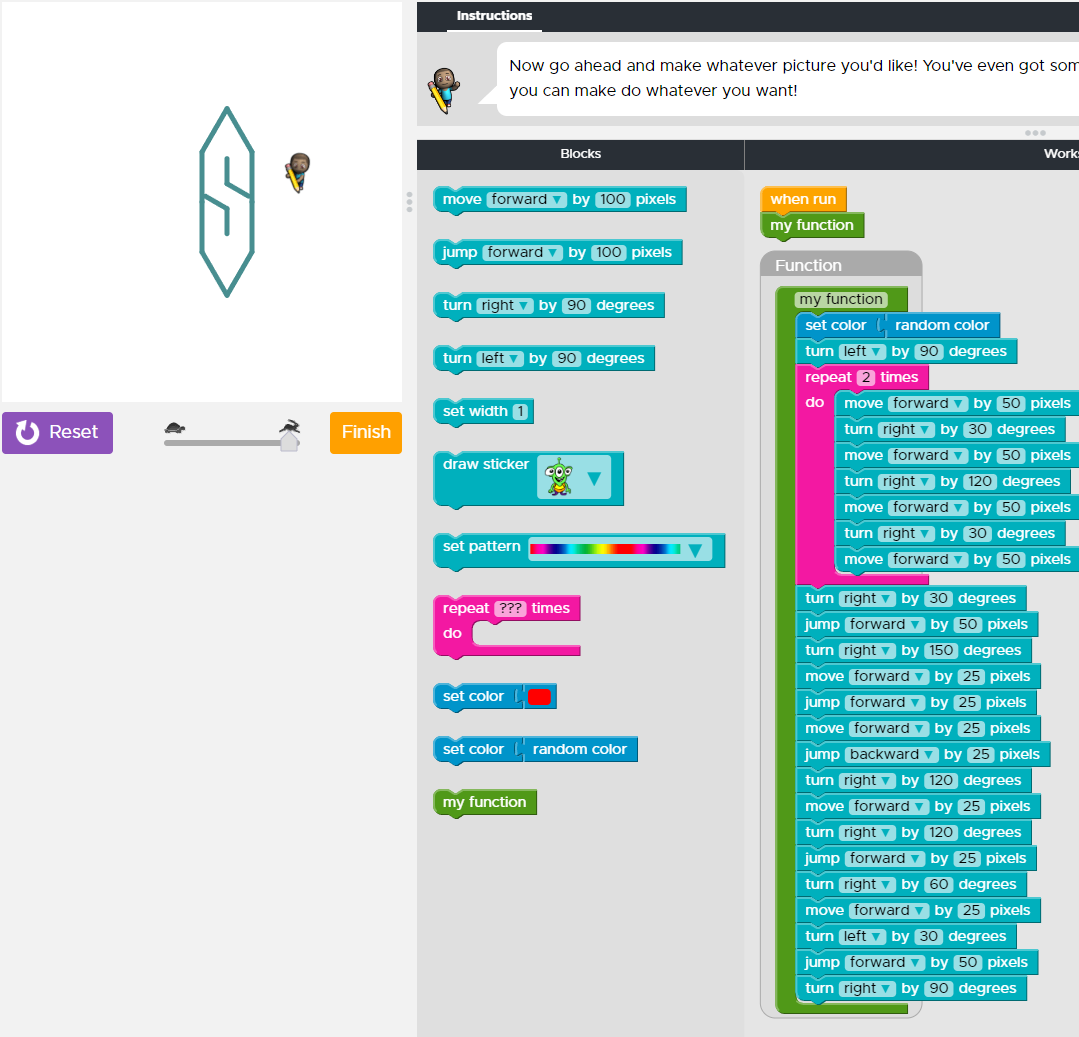 Instructions
Now go ahead and make whatever picture you'd like! You've even got som
you can make do whatever you want!
Blocks
Works
Reset
Finish
move forward by 100 pixels
jump forward by 100 pixels
turn right by 90 degrees
turn left by 90 degrees
set width 1
draw sticker
set pattern
repeat ??? times
do
set color
set color random color
my function
when run
my function
Function
my function
set color random color
turn left by 90 degrees
repeat 2 times
do move forward by 50 pixels
turn right by 30 degrees
move forward by 50 pixels
turn right by 120 degrees
move forward by 50 pixels
turn right by 30 degrees
move forward by 50 pixels
turn right by 30 degrees
jump forward by 50 pixels
turn right by 150 degrees
move forward by 25 pixels
jump forward by 25 pixels
move forward by 25 pixels
jump backward by 25 pixels
turn right by 120 degrees
move forward by 25 pixels
turn right by 120 degrees
jump forward by 25 pixels
turn right by 60 degrees
move forward by 25 pixels
turn left by 30 degrees
jump forward by 50 pixels
turn right by 90 degrees